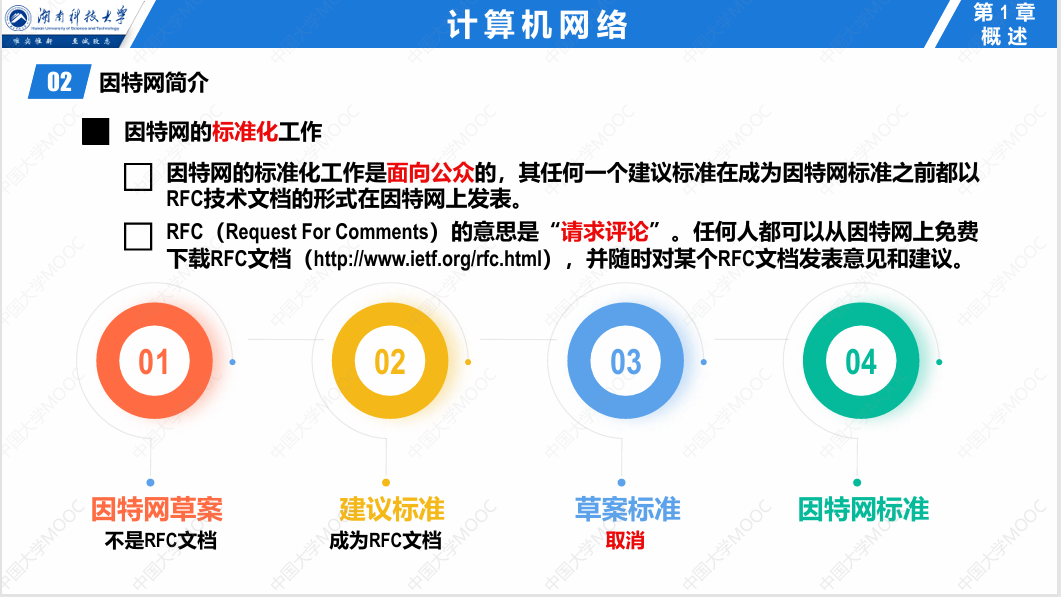 湖南科技大学
Hunan University of Science and Technology
唯实惟新 至诚致志
计算机网络
第 1 章
概 述
02 因特网简介
因特网的标准化工作
因特网的标准化工作是面向公众的，其任何一个建议标准在成为因特网标准之前都以
RFC技术文档的形式在因特网上发表。
RFC（Request For Comments）的意思是“请求评论”。任何人都可以从因特网上免费
下载RFC文档（http://www.ietf.org/rfc.html），并随时对某个RFC文档发表意见和建议。
01 02 03 04
因特网草案 建议标准 草案标准 因特网标准
不是RFC文档 成为RFC文档 取消
中国大学MOOC